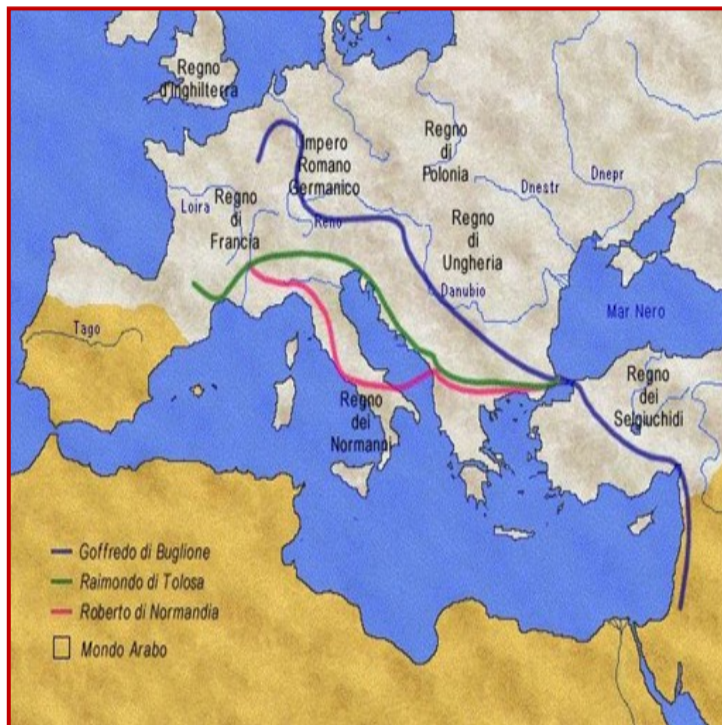 Regno
d'Inghilterra
Impero
Romano
Germanico
Regno
di
Polonia
Dnestr
Dnepr
Loira
Regno
di
Francia
Reno
Regno
di
Ungheria
Danubio
Mar Nero
Tago
Regno
dei
Selgiuchidi
Regno
dei
Normanni
Goffredo di Buglione
Raimondo di Tolosa
Roberto di Normandia
Mondo Arabo